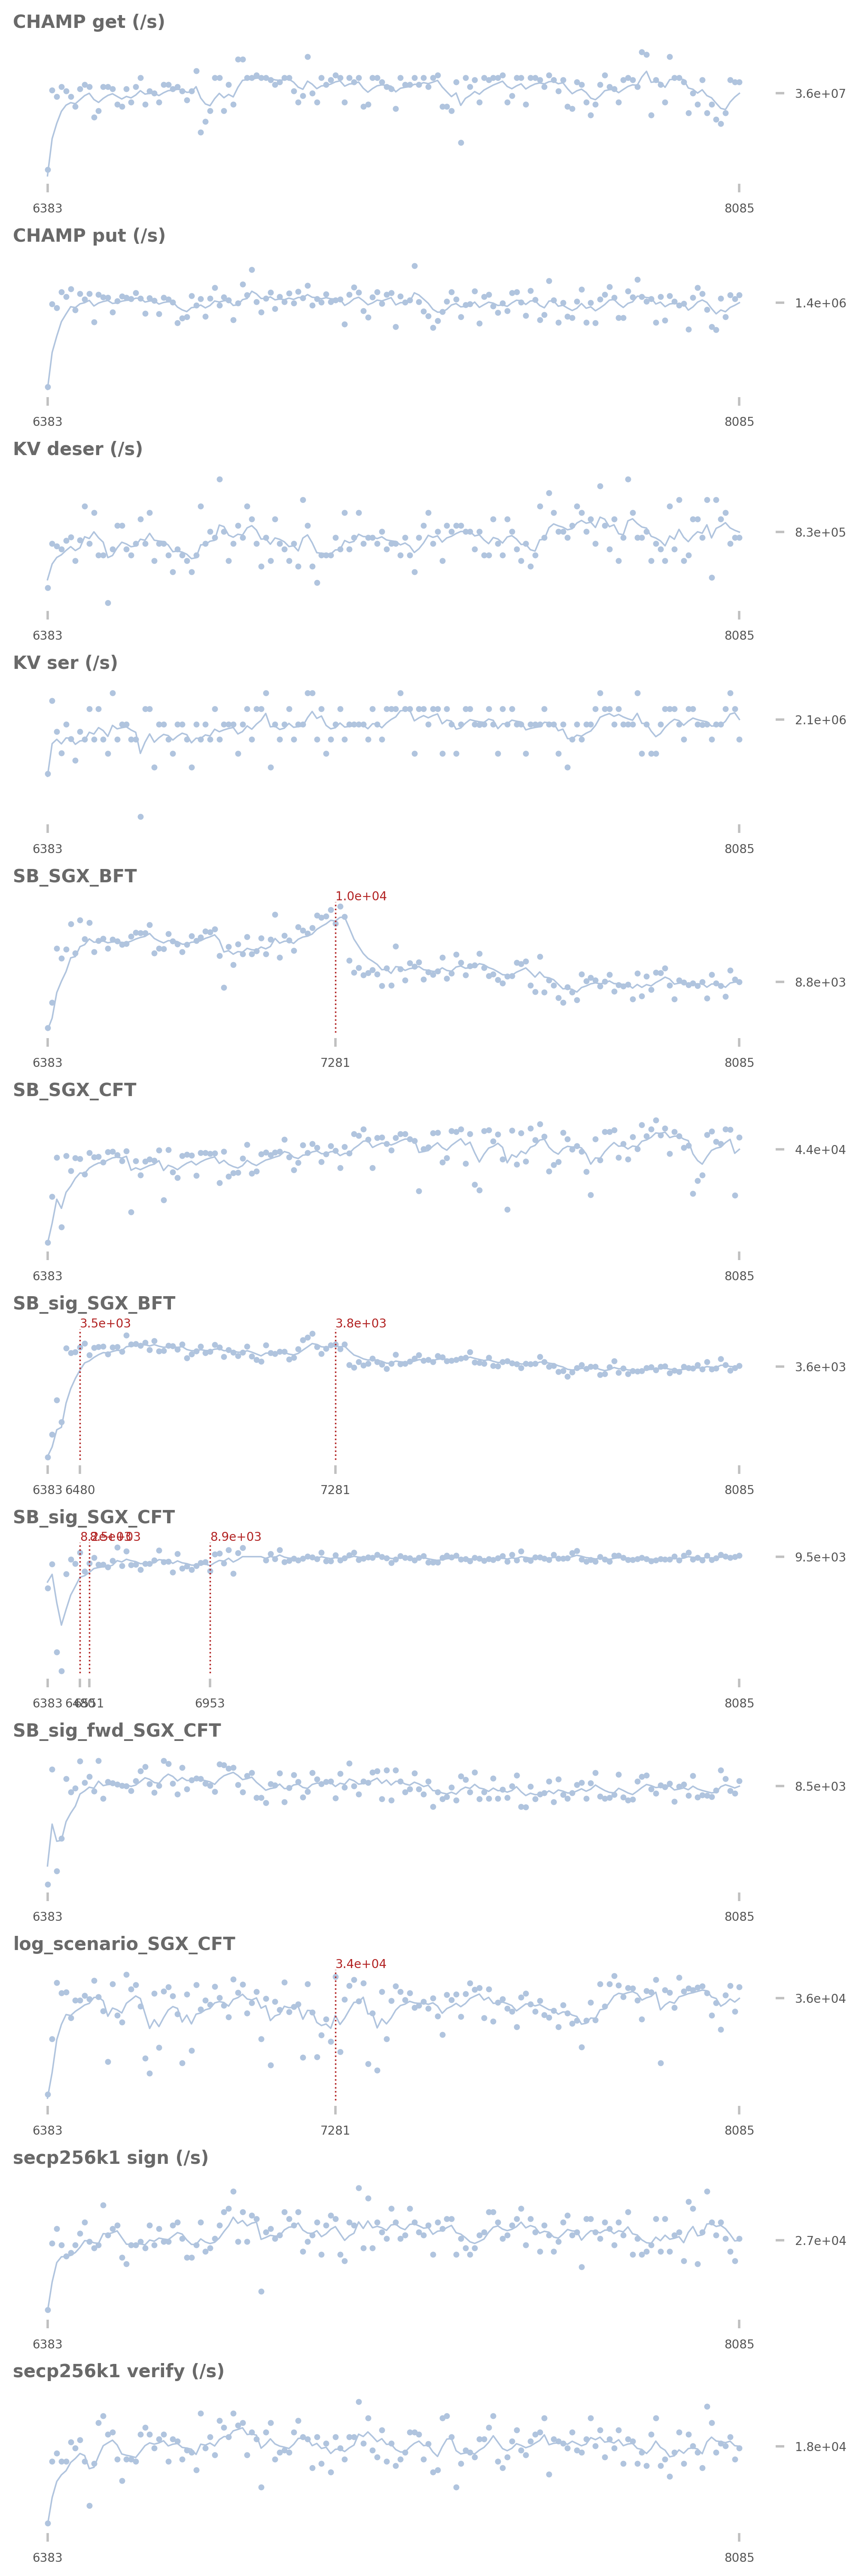 CHAMP get (/s)
3.6e+07
6383 8085
CHAMP put (/s)
1.4e+06
6383 8085
KV deser (/s)
8.3e+05
6383 8085
KV ser (/s)
2.1e+06
6383 8085
SB_SGX_BFT
1.0e+04
8.8e+03
6383 7281 8085
SB_SGX_CFT
4.4e+04
6383 8085
SB_sig_SGX_BFT
3.5e+03 3.8e+03
3.6e+03
6383 6480 7281 8085
SB_sig_SGX_CFT
8.9e+03
9.5e+03
6383 6953 8085
SB_sig_fwd_SGX_CFT
8.5e+03
6383 8085
log_scenario_SGX_CFT
3.4e+04
3.6e+04
6383 7281 8085
secp256k1 sign (/s)
2.7e+04
6383 8085
secp256k1 verify (/s)
1.8e+04
6383 8085